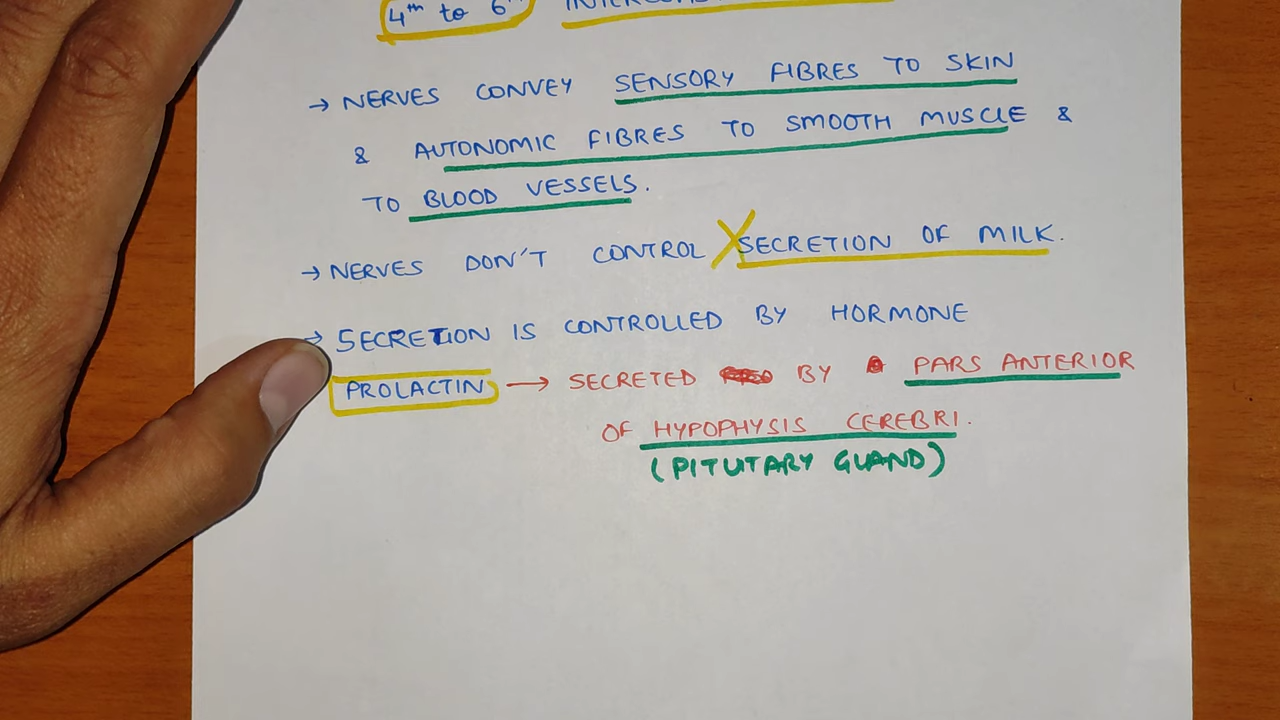 4th to 6th
→ NERVES CONVEY SENSORY FIBRES TO SKIN
& AUTONOMIC FIBRES TO SMOOTH MUSCLE &
TO BLOOD VESSELS.
→ NERVES DON'T CONTROL SECRETION OF MILK.
→ SECRETION IS CONTROLLED BY HORMONE
PROLACTIN → SECRETED BY PARS ANTERIOR
OF HYPOPHYSIS CEREBRI.
(PITUTARY GLAND)